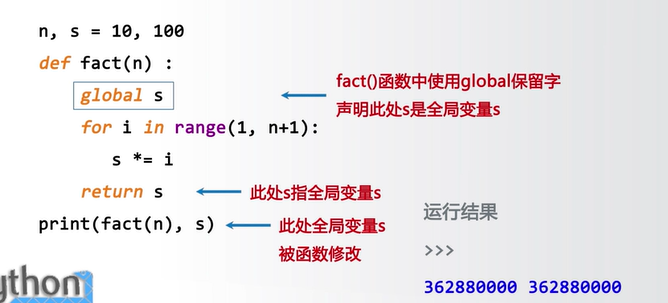 n, s = 10, 100
def fact(n) :
global s
fact()函数中使用global保留字
声明此处s是全局变量s
for i in range(1, n+1):
s *= i
return s
此处s指全局变量s
print(fact(n), s)
此处全局变量s
被函数修改
运行结果
>>>
362880000 362880000
ython